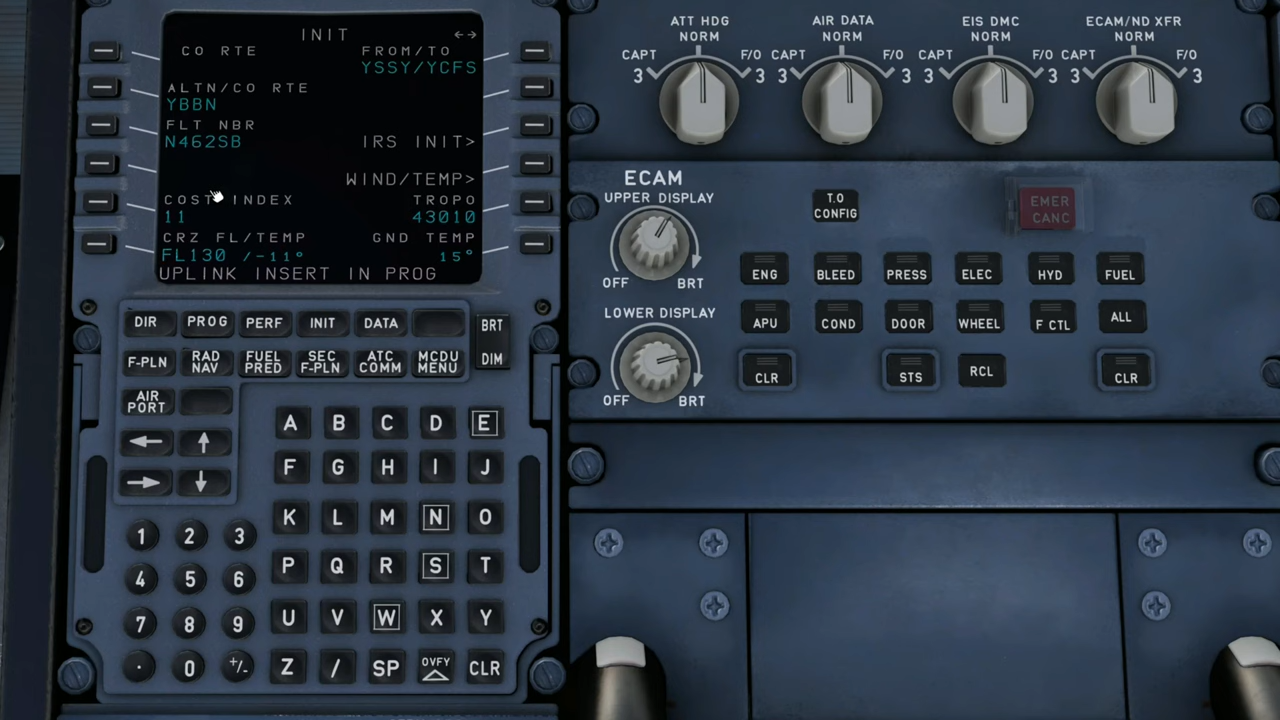 INIT ←→
CO RTE FROM/TO
YSSY/YCFS
ALTN/CO RTE
YBBN
FLT NBR
N462SB IRS INIT>
WIND/TEMP>
COST INDEX TROPO
11 43010
CRZ FL/TEMP GND TEMP
FL130 /-11° 15°
UPLINK INSERT IN PROG
DIR PROG PERF INIT DATA
BRT
DIM
F-PLN RAD NAV FUEL PRED SEC F-PLN ATC COMM MCDU MENU
AIR PORT
← ↑
→ ↓
A B C D E
F G H I J
K L M N O
P Q R S T
U V W X Y
Z / SP OVFY CLR
1 2 3
4 5 6
7 8 9
. 0 +/-
ATT HDG AIR DATA EIS DMC ECAM/ND XFR
NORM NORM NORM NORM
CAPT F/O CAPT F/O CAPT F/O CAPT F/O
3 3 3 3 3 3 3 3
ECAM
UPPER DISPLAY
OFF BRT
LOWER DISPLAY
OFF BRT
T.O
CONFIG
EMER
CANC
ENG BLEED PRESS ELEC HYD FUEL
APU COND DOOR WHEEL F CTL ALL
CLR STS RCL CLR